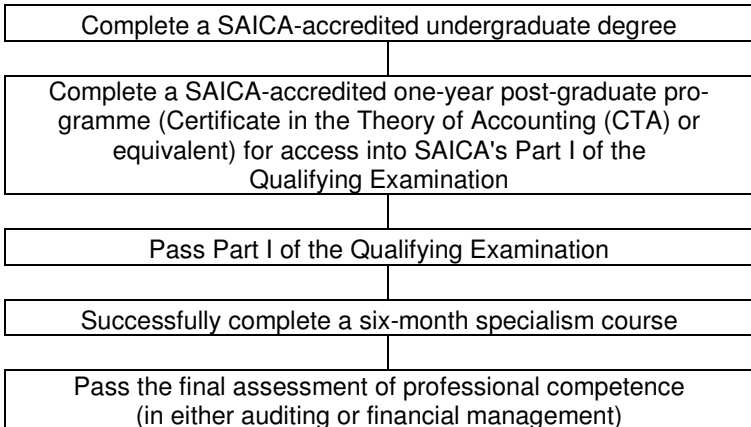 Complete a SAICA-accredited undergraduate degree
Complete a SAICA-accredited one-year post-graduate pro-
gramme (Certificate in the Theory of Accounting (CTA) or
equivalent) for access into SAICA's Part I of the
Qualifying Examination
Pass Part I of the Qualifying Examination
Successfully complete a six-month specialism course
Pass the final assessment of professional competence
(in either auditing or financial management)